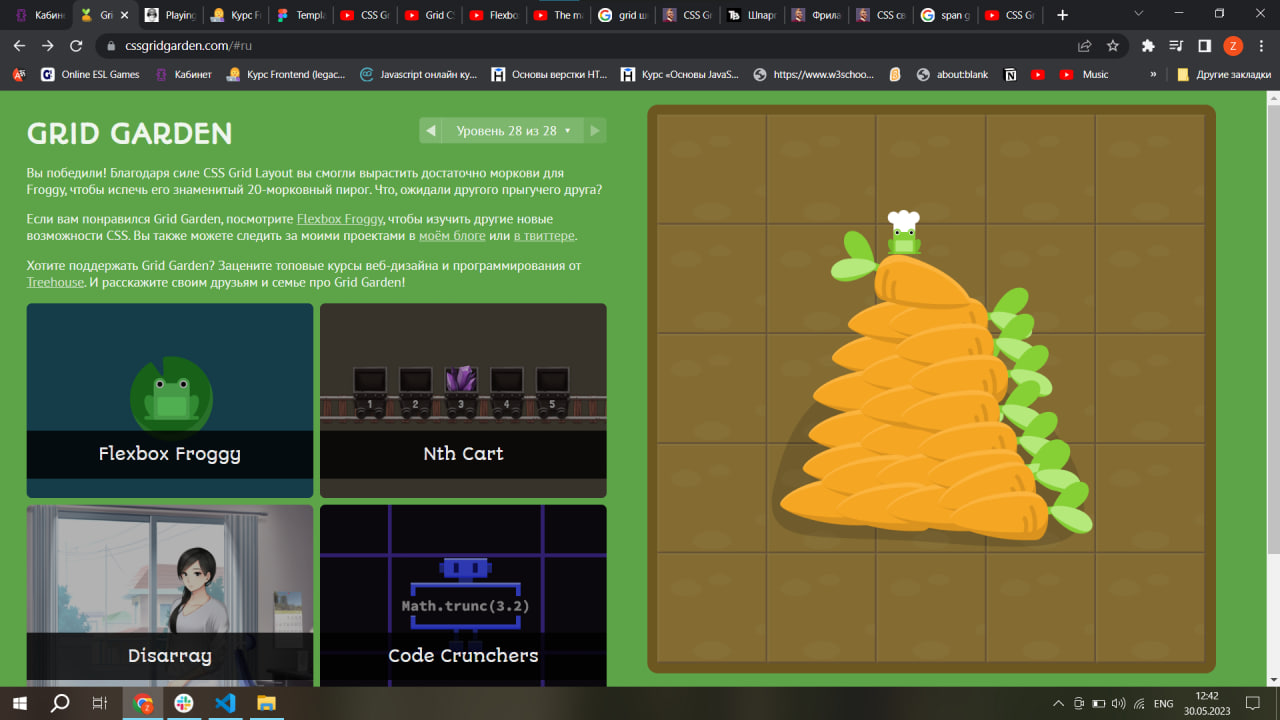 Кабине
Gri
Playing
Курс F
Templa
CSS Gr
Grid CS
Flexbo
The ma
grid ш
CSS Gr
Шпарг
Фрила
CSS св
span g
CSS Gr
cssgridgarden.com/#ru
Z
Online ESL Games
Кабинет
Курс Frontend (legac...
Javascript онлайн ку...
Основы верстки HT...
Курс «Основы JavaS...
https://www.w3schoo...
about:blank
Music
»
Другие закладки
GRID GARDEN
Уровень 28 из 28
Вы победили! Благодаря силе CSS Grid Layout вы смогли вырастить достаточно моркови для
Froggy, чтобы испечь его знаменитый 20-морковный пирог. Что, ожидали другого прыгучего друга?
Если вам понравился Grid Garden, посмотрите Flexbox Froggy, чтобы изучить другие новые
возможности CSS. Вы также можете следить за моими проектами в моём блоге или в твиттере.
Хотите поддержать Grid Garden? Зацените топовые курсы веб-дизайна и программирования от
Treehouse. И расскажите своим друзьям и семье про Grid Garden!
1 2 3 4 5
Flexbox Froggy
Nth Cart
Math.trunc(3.2)
Disarray
Code Crunchers
ENG
12:42
30.05.2023